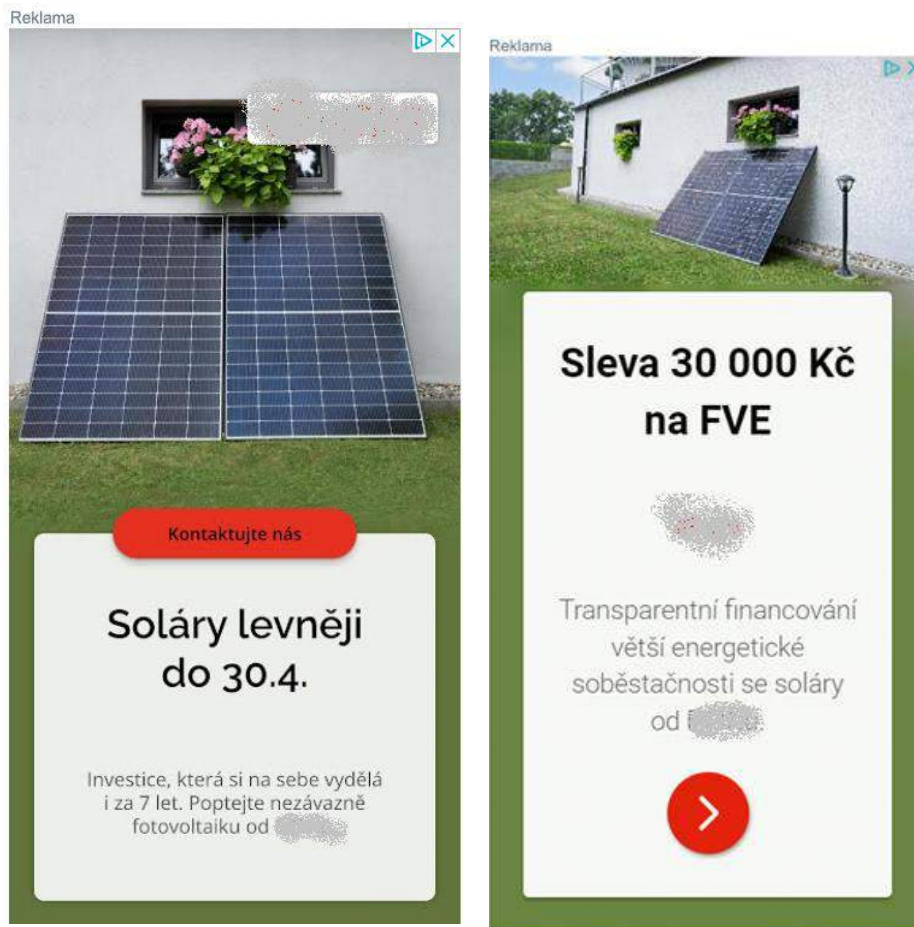 Reklama
Kontaktujte nás
Soláry levněji
do 30.4.
Investice, která si na sebe vydělá
i za 7 let. Poptejte nezávazně
fotovoltaiku od
Reklama
Sleva 30 000 Kč
na FVE
Transparentní financování
větší energetické
soběstačnosti se soláry
od